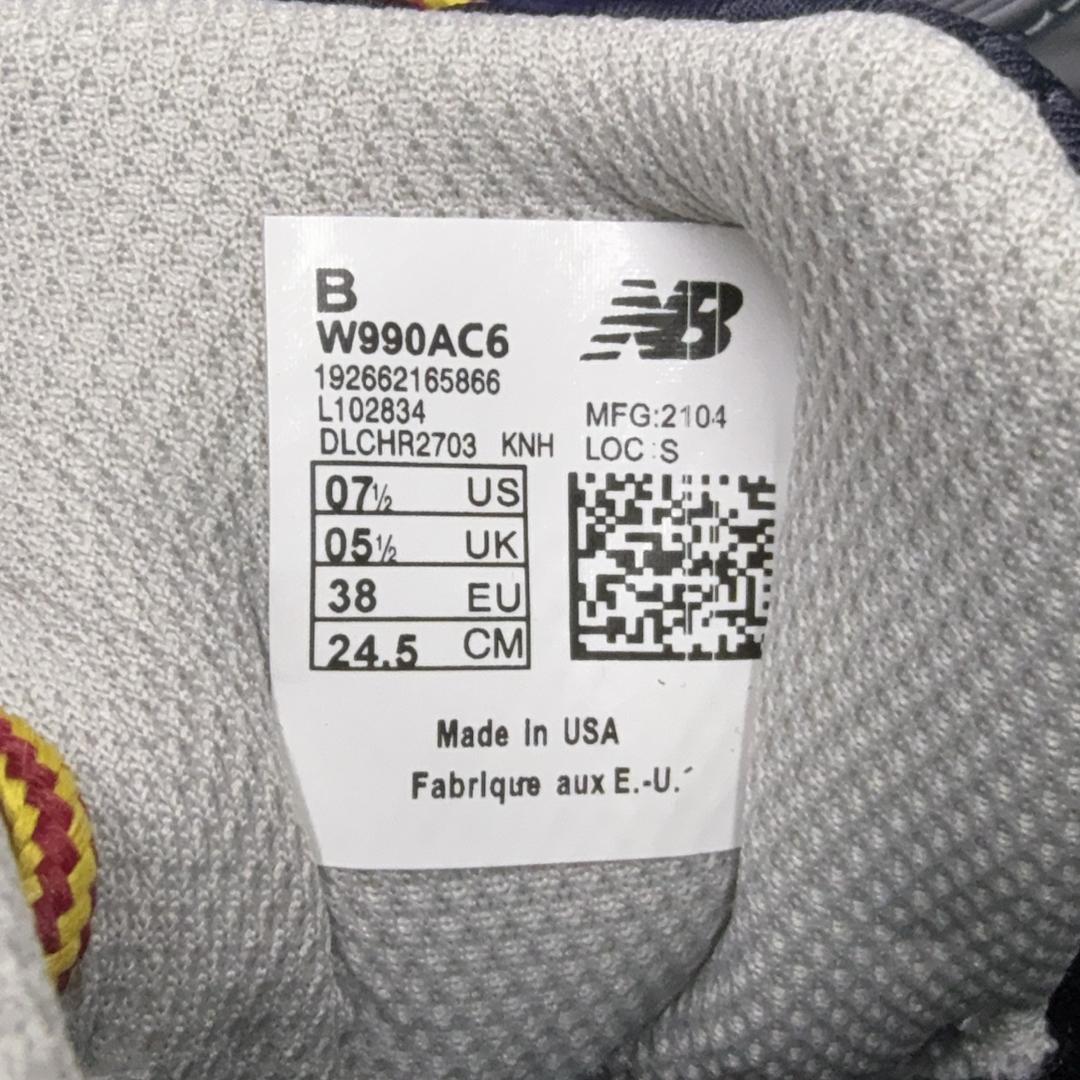 B
W990AC6
192662165866
L102834
DLCHR2703 KNH
NB
MFG:2104
LOC:S
07½ US
05½ UK
38 EU
24.5 CM
Made in USA
Fabrique aux E.-U.